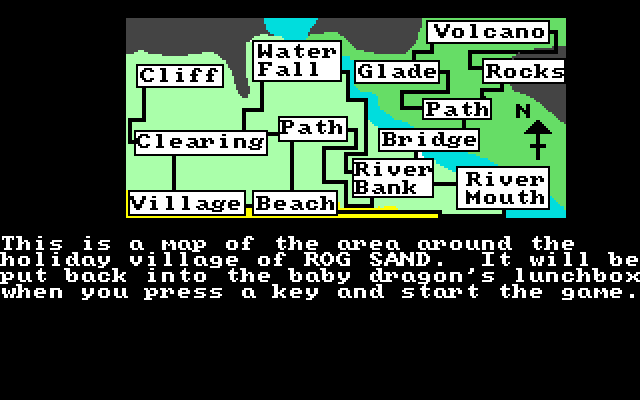 Volcano
Water
Fall
Glade
Rocks
Cliff
Path
N
Path
Clearing
Bridge
River
Bank
River
Mouth
Village
Beach
This is a map of the area around the
holiday village of ROG SAND.  It will be
put back into the baby dragon's lunchbox
when you press a key and start the game.